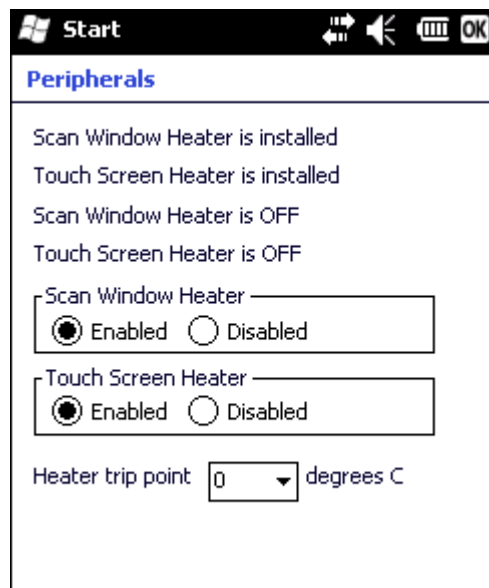 Start OK
Peripherals
Scan Window Heater is installed
Touch Screen Heater is installed
Scan Window Heater is OFF
Touch Screen Heater is OFF
Scan Window Heater
Enabled Disabled
Touch Screen Heater
Enabled Disabled
Heater trip point 0 degrees C